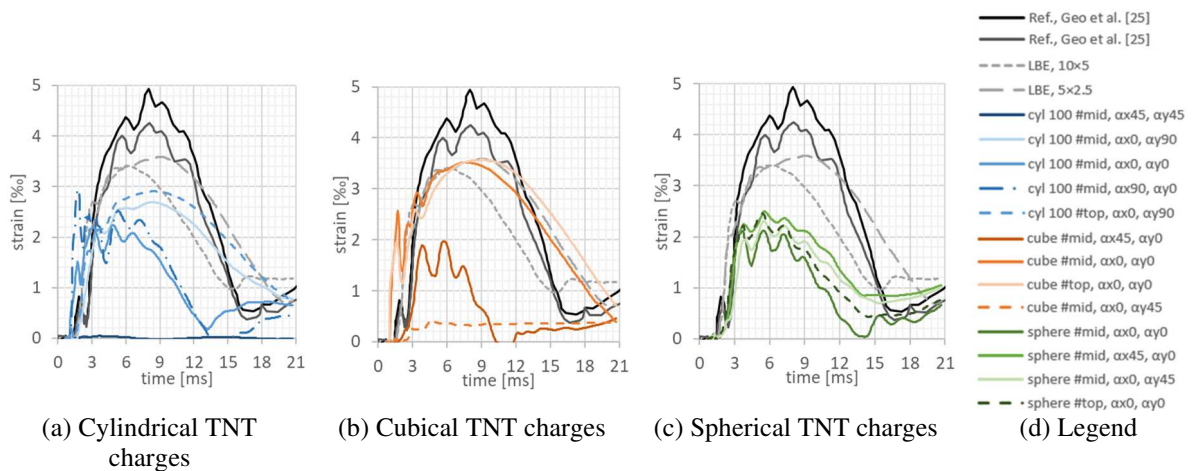 5
4
3
2
1
0
strain [‰]
0 3 6 9 12 15 18 21
time [ms]
(a) Cylindrical TNT
charges
5
4
3
2
1
0
strain [‰]
0 3 6 9 12 15 18 21
time [ms]
(b) Cubical TNT charges
5
4
3
2
1
0
strain [‰]
0 3 6 9 12 15 18 21
time [ms]
(c) Spherical TNT charges
Ref., Geo et al. [25]
Ref., Geo et al. [25]
LBE, 10×5
LBE, 5×2.5
cyl 100 #mid, αx45, αy45
cyl 100 #mid, αx0, αy90
cyl 100 #mid, αx0, αy0
cyl 100 #mid, αx90, αy0
cyl 100 #top, αx0, αy90
cube #mid, αx45, αy0
cube #mid, αx0, αy0
cube #top, αx0, αy0
cube #mid, αx0, αy45
sphere #mid, αx0, αy0
sphere #mid, αx45, αy0
sphere #mid, αx0, αy45
sphere #top, αx0, αy0
(d) Legend